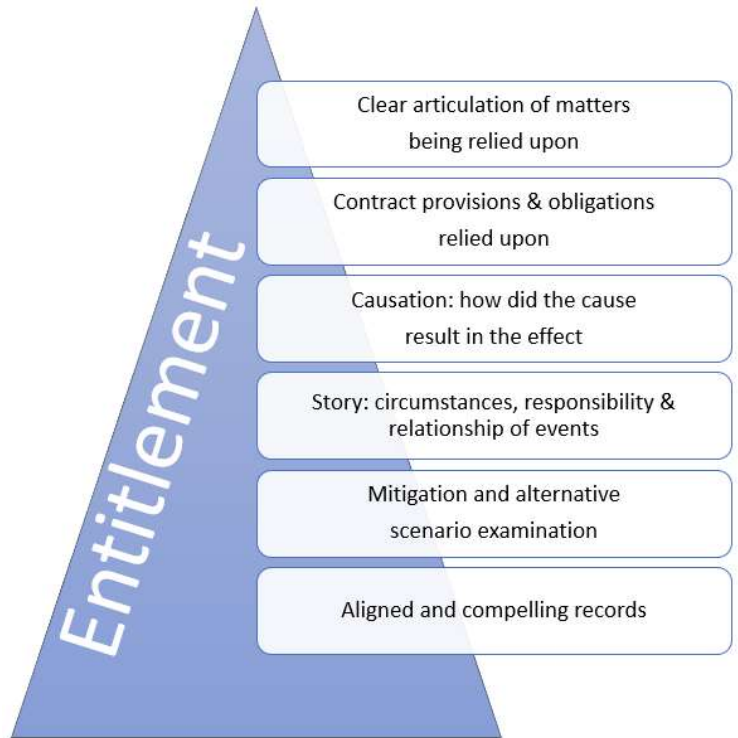 Entitlement
Clear articulation of matters
being relied upon
Contract provisions & obligations
relied upon
Causation: how did the cause
result in the effect
Story: circumstances, responsibility &
relationship of events
Mitigation and alternative
scenario examination
Aligned and compelling records